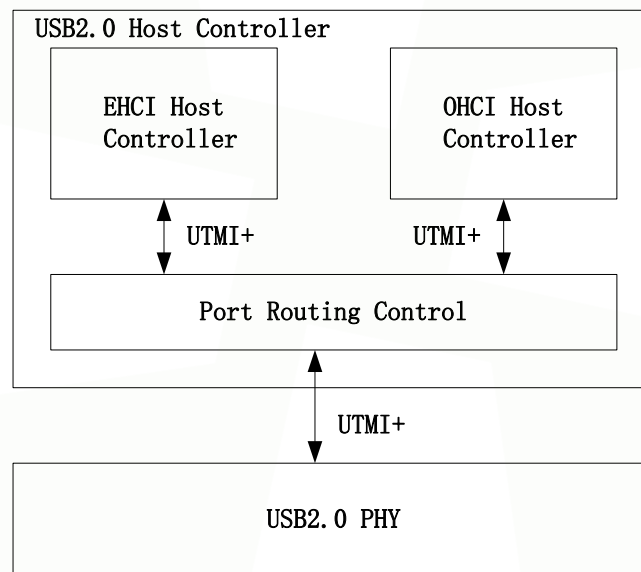 USB2.0 Host Controller
EHCI Host
Controller
OHCI Host
Controller
UTMI+
UTMI+
Port Routing Control
UTMI+
USB2.0 PHY